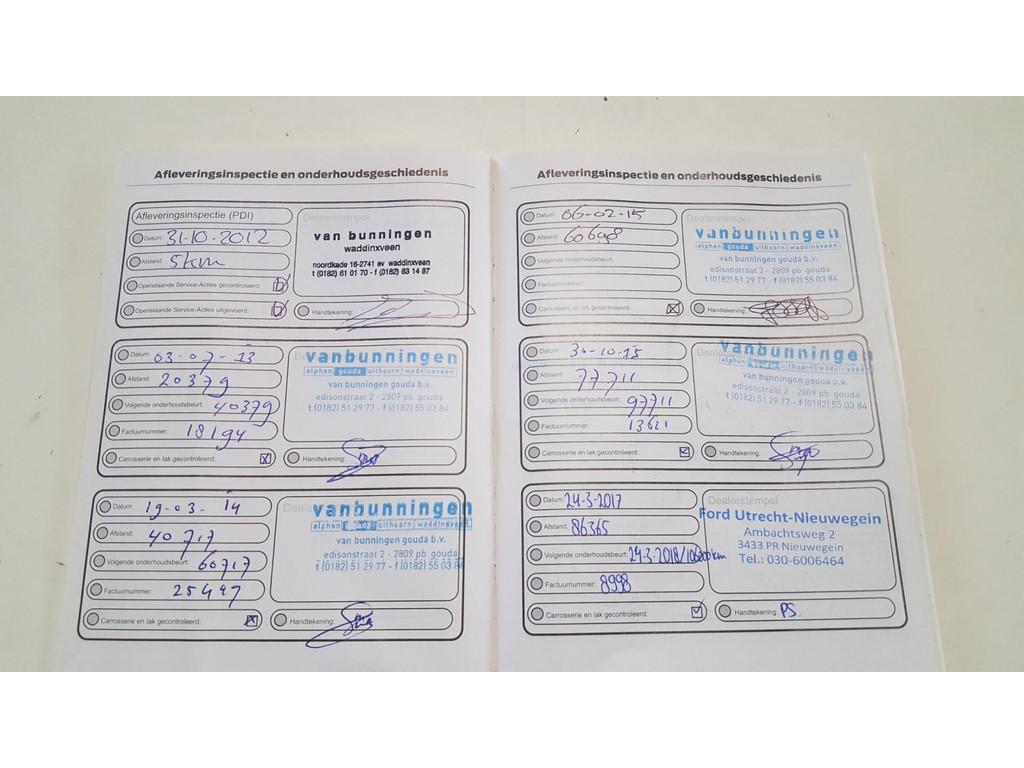 Afleveringsinspectie en onderhoudsgeschiedenis
Afleveringsinspectie (PDI)
Datum: 31-10-2012
Afstand: 5km
Openstaande Service-Acties gecontroleerd:
Openstaande Service-Acties uitgevoerd:
Dealerstempel
van bunningen
waddinxveen
noordkade 16-2741 ev waddinxveen
t (0182) 61 01 70 - f (0182) 63 14 87
Handtekening:
Datum: 03-07-13
Afstand: 20379
Volgende onderhoudsbeurt: 40379
Factuurnummer: 18194
Carrosserie en lak gecontroleerd:
vanbunningen
alphen gouda uithoorn waddinxveen
van bunningen gouda b.v.
edisonstraat 2 - 2809 pb gouda
t (0182) 51 29 77 - f (0182) 55 03 84
Handtekening:
Datum: 19-03-14
Afstand: 40717
Volgende onderhoudsbeurt: 60717
Factuurnummer: 25497
Carrosserie en lak gecontroleerd:
vanbunningen
alphen gouda uithoorn waddinxveen
van bunningen gouda b.v.
edisonstraat 2 - 2809 pb gouda
t (0182) 51 29 77 - f (0182) 55 03 84
Handtekening:
Afleveringsinspectie en onderhoudsgeschiedenis
Datum: 06-02-15
Afstand: 60698
Volgende onderhoudsbeurt:
Factuurnummer:
Carrosserie en lak gecontroleerd:
Dealerstempel
vanbunningen
alphen gouda uithoorn waddinxveen
van bunningen gouda b.v.
edisonstraat 2 - 2809 pb gouda
t (0182) 51 29 77 - f (0182) 55 03 84
Handtekening:
Datum: 30-10-15
Afstand: 77711
Volgende onderhoudsbeurt: 97711
Factuurnummer: 13621
Carrosserie en lak gecontroleerd:
vanbunningen
alphen gouda uithoorn waddinxveen
van bunningen gouda b.v.
edisonstraat 2 - 2809 pb gouda
t (0182) 51 29 77 - f (0182) 55 03 84
Handtekening:
Datum: 24-3-2017
Afstand: 86365
Volgende onderhoudsbeurt: 24-3-2018/
Factuurnummer: 8998
Carrosserie en lak gecontroleerd:
Dealerstempel
Ford Utrecht-Nieuwegein
Ambachtsweg 2
3433 PR Nieuwegein
Tel.: 030-6006464
Handtekening: PS.